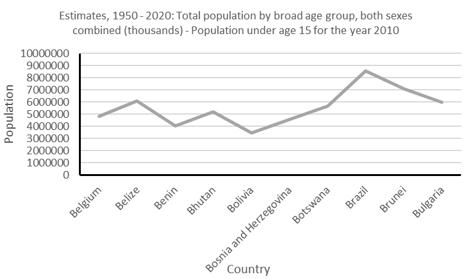 Estimates, 1950 - 2020: Total population by broad age group, both sexes
combined (thousands) - Population under age 15 for the year 2010
10000000
9000000
8000000
7000000
6000000
5000000
4000000
3000000
2000000
1000000
0
Population
Belgium
Belize
Benin
Bhutan
Bolivia
Bosnia and Herzegovina
Botswana
Brazil
Brunei
Bulgaria
Country